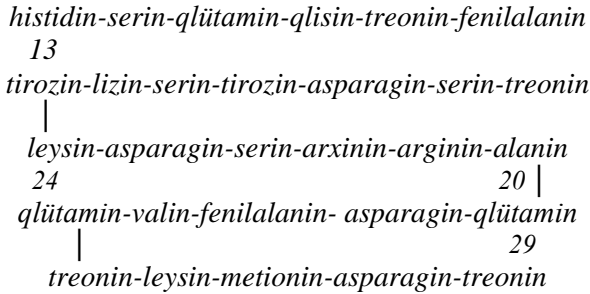 histidin-serin-qlütamin-qlisin-treonin-fenilalanin
13
tirozin-lizin-serin-tirozin-asparagin-serin-treonin
leysin-asparagin-serin-arxinin-arginin-alanin
24 20
qlütamin-valin-fenilalanin- asparagin-qlütamin
29
treonin-leysin-metionin-asparagin-treonin